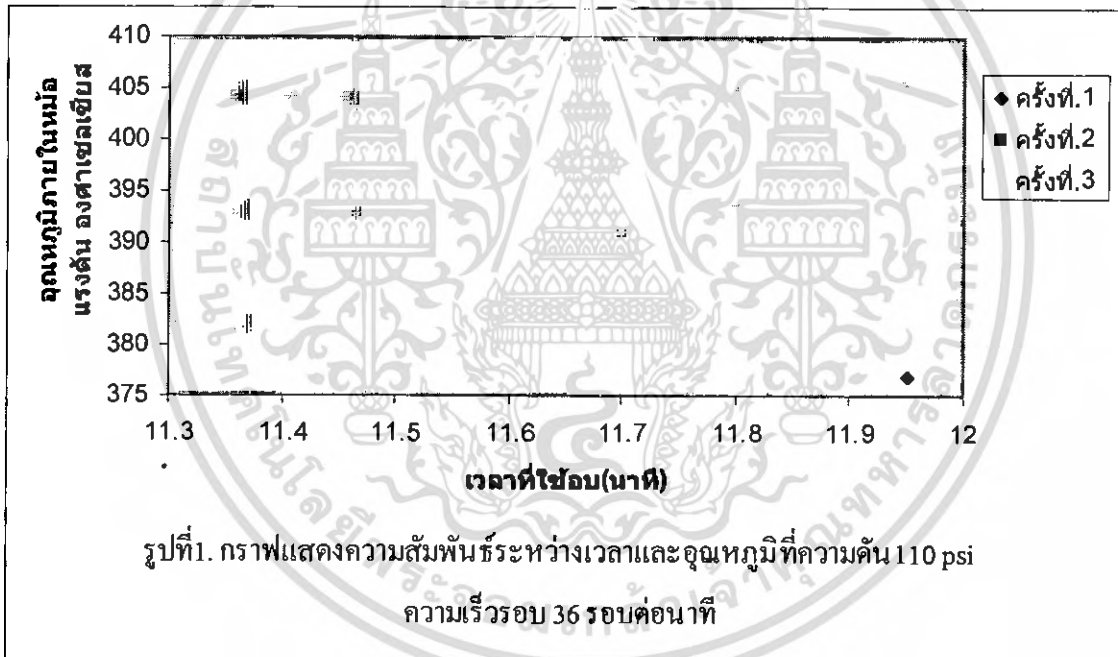 410
405
400
395
390
385
380
375
อุณหภูมิภายในหม้อ
แรงดัน องศาเซลเซียส
11.3 11.4 11.5 11.6 11.7 11.8 11.9 12
เวลาที่ใช้อบ(นาที)
ครั้งที่.1
ครั้งที่.2
ครั้งที่.3
รูปที่1. กราฟแสดงความสัมพันธ์ระหว่างเวลาและอุณหภูมิที่ความดัน110 psi
ความเร็วรอบ 36 รอบต่อนาที